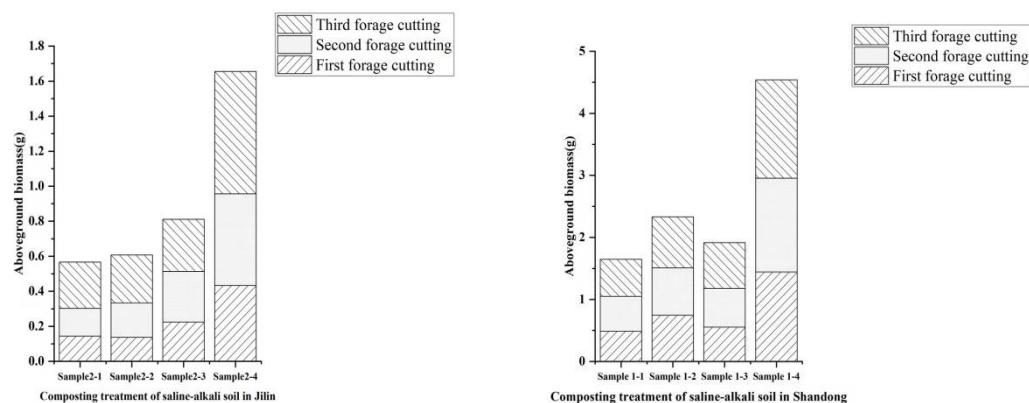 Third forage cutting
Second forage cutting
First forage cutting
1.8
1.6
1.4
1.2
1.0
0.8
0.6
0.4
0.2
0.0
Aboveground biomass(g)
Sample2-1 Sample2-2 Sample2-3 Sample2-4
Composting treatment of saline-alkali soil in Jilin
Third forage cutting
Second forage cutting
First forage cutting
5
4
3
2
1
0
Aboveground biomass(g)
Sample 1-1 Sample 1-2 Sample 1-3 Sample 1-4
Composting treatment of saline-alkali soil in Shandong